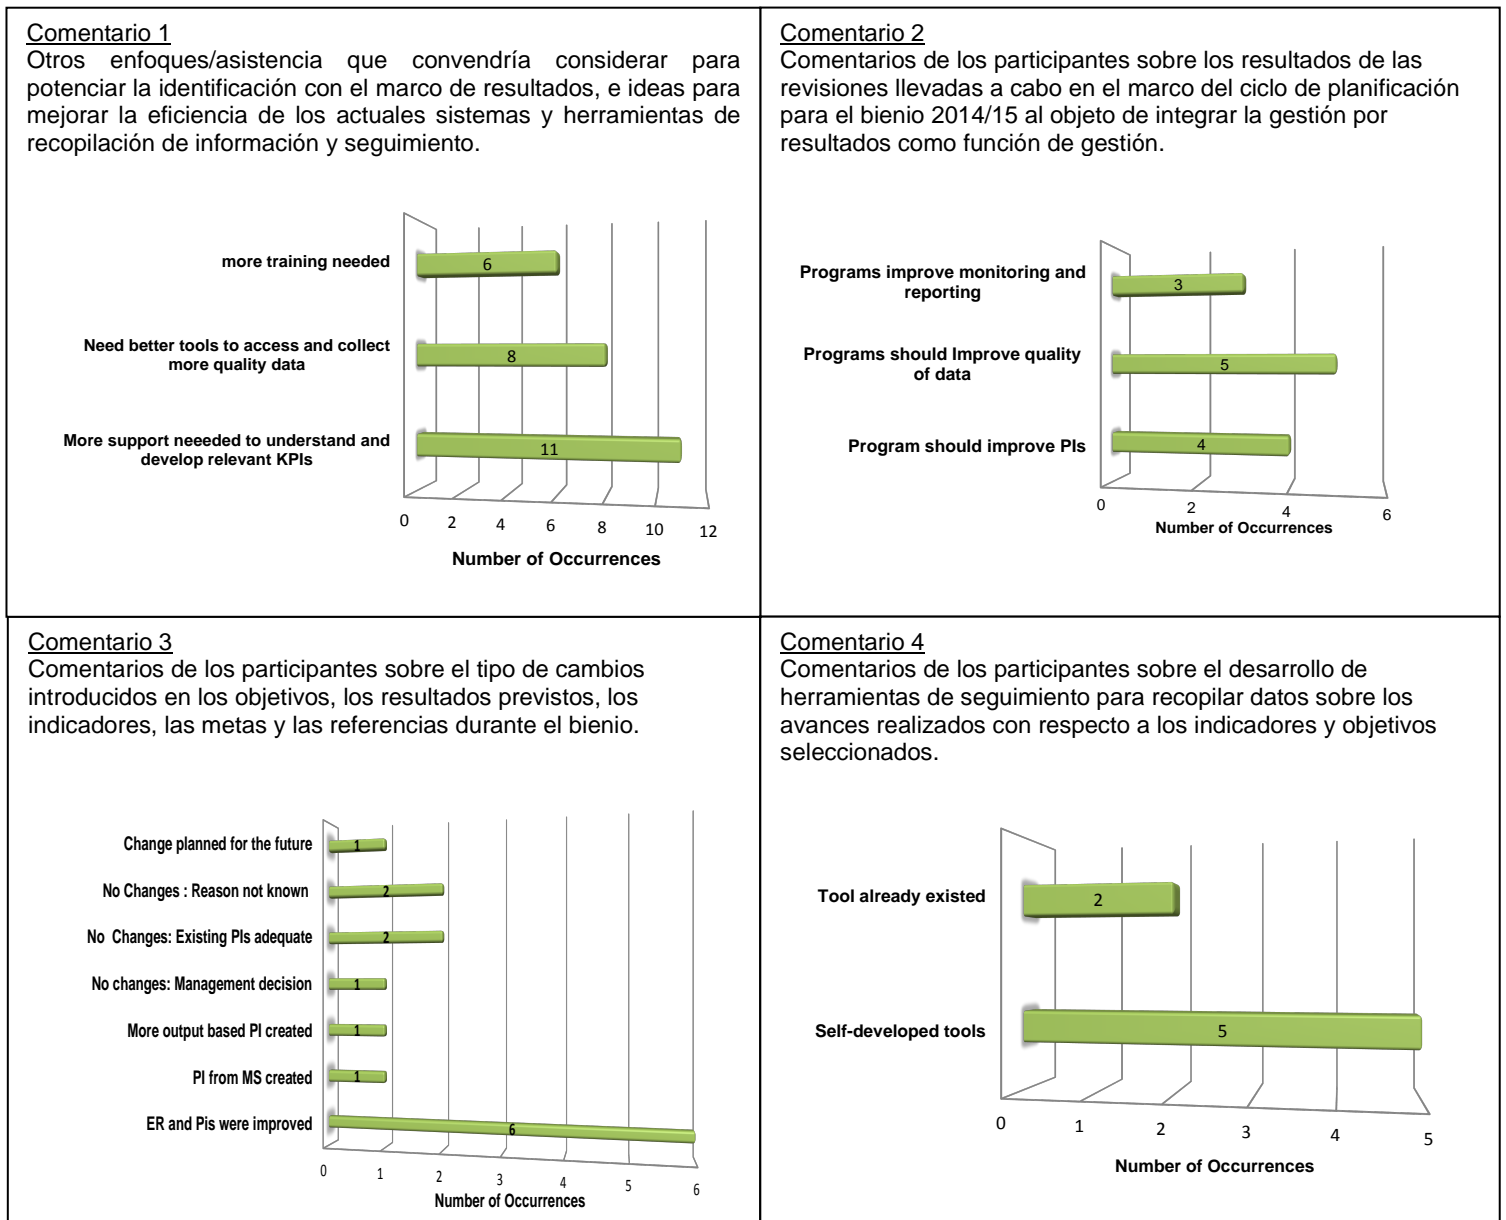 Comentario 1
Otros enfoques/asistencia que convendría considerar para
potenciar la identificación con el marco de resultados, e ideas para
mejorar la eficiencia de los actuales sistemas y herramientas de
recopilación de información y seguimiento.
more training needed
6
Need better tools to access and collect
more quality data
8
More support neeeded to understand and
develop relevant KPIs
11
0 2 4 6 8 10 12
Number of Occurrences
Comentario 2
Comentarios de los participantes sobre los resultados de las
revisiones llevadas a cabo en el marco del ciclo de planificación
para el bienio 2014/15 al objeto de integrar la gestión por
resultados como función de gestión.
Programs improve monitoring and
reporting
3
Programs should Improve quality
of data
5
Program should improve PIs
4
0 2 4 6
Number of Occurrences
Comentario 3
Comentarios de los participantes sobre el tipo de cambios
introducidos en los objetivos, los resultados previstos, los
indicadores, las metas y las referencias durante el bienio.
Change planned for the future
1
No Changes : Reason not known
2
No Changes: Existing PIs adequate
2
No changes: Management decision
1
More output based PI created
1
PI from MS created
1
ER and Pis were improved
6
0 1 2 3 4 5 6
Number of Occurrences
Comentario 4
Comentarios de los participantes sobre el desarrollo de
herramientas de seguimiento para recopilar datos sobre los
avances realizados con respecto a los indicadores y objetivos
seleccionados.
Tool already existed
2
Self-developed tools
5
0 1 2 3 4 5
Number of Occurrences